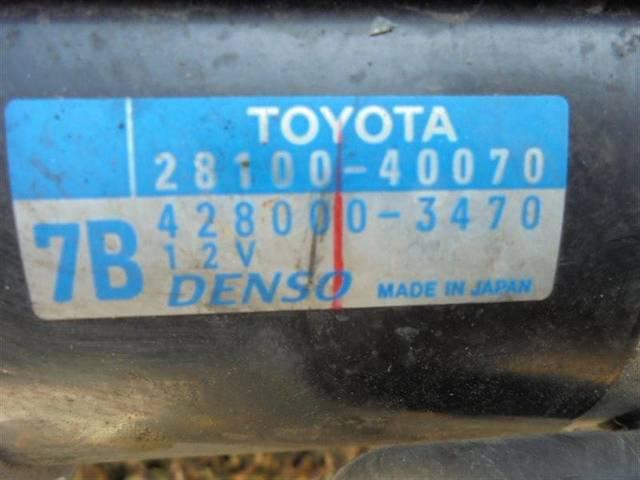 TOYOTA
28100-40070
7B
428000-3470
12V
DENSO MADE IN JAPAN